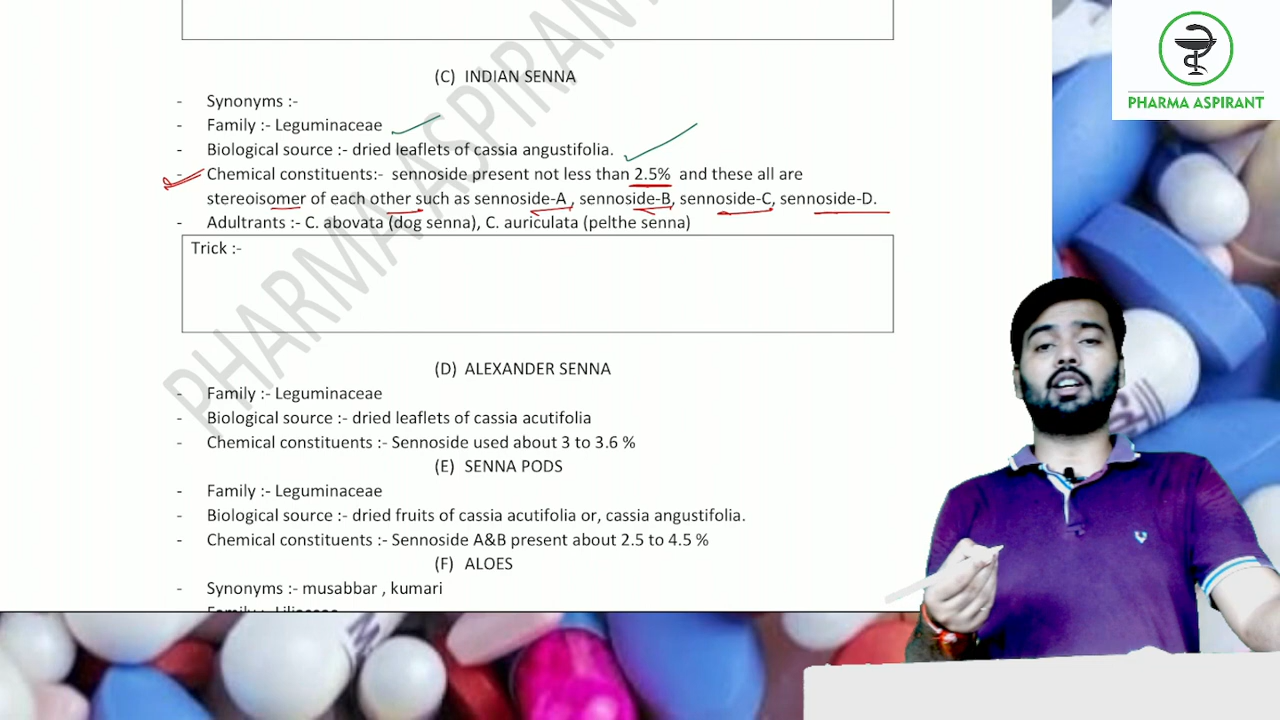 (C) INDIAN SENNA
- Synonyms :-
- Family :- Leguminaceae
- Biological source :- dried leaflets of cassia angustifolia.
- Chemical constituents:- sennoside present not less than 2.5% and these all are
stereoisomer of each other such as sennoside-A , sennoside-B, sennoside-C, sennoside-D.
- Adultrants :- C. abovata (dog senna), C. auriculata (pelthe senna)
Trick :-
(D) ALEXANDER SENNA
- Family :- Leguminaceae
- Biological source :- dried leaflets of cassia acutifolia
- Chemical constituents :- Sennoside used about 3 to 3.6 %
(E) SENNA PODS
- Family :- Leguminaceae
- Biological source :- dried fruits of cassia acutifolia or, cassia angustifolia.
- Chemical constituents :- Sennoside A&B present about 2.5 to 4.5 %
(F) ALOES
- Synonyms :- musabbar , kumari
Family :- Liliaceae
PHARMA ASPIRANT
PHARMA ASPIRANT